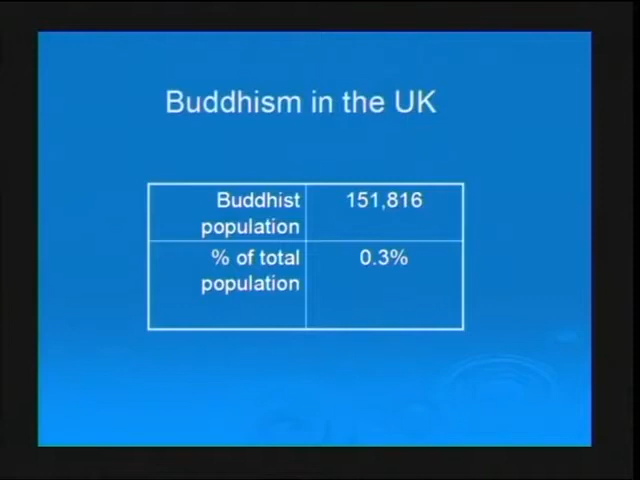 Buddhism in the UK
Buddhist 151,816
population
% of total 0.3%
population